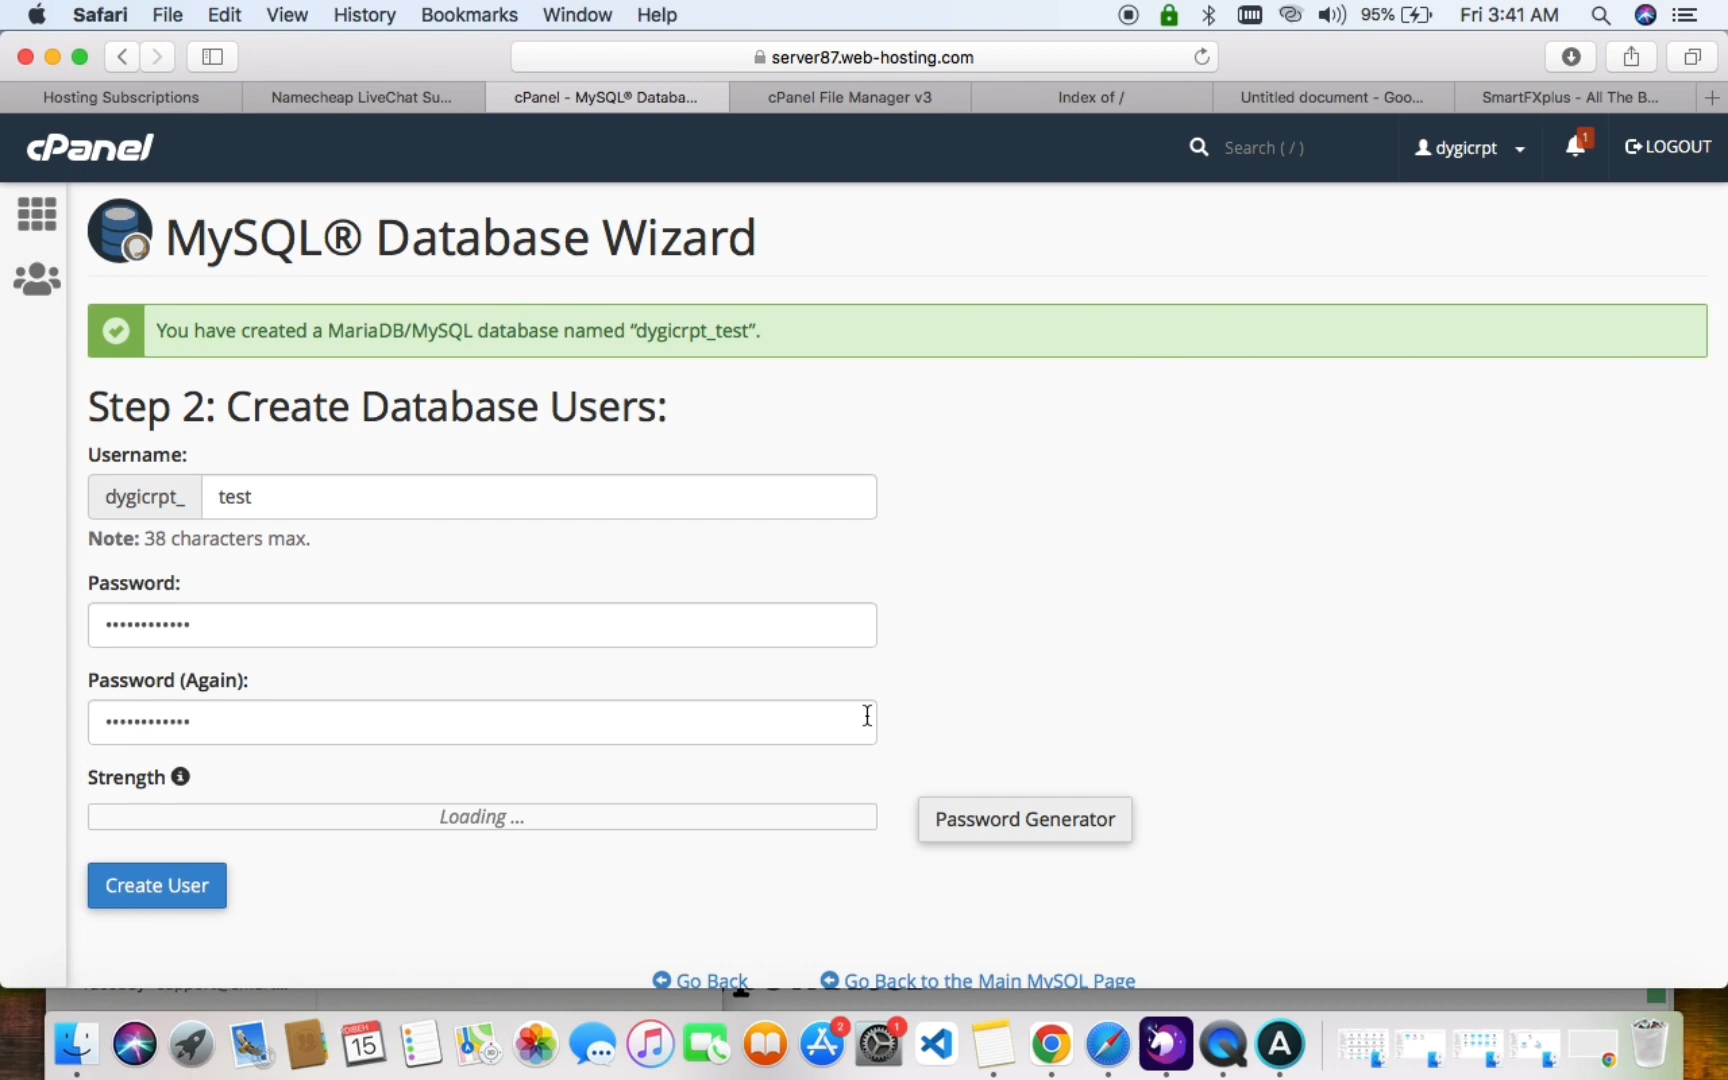 Safari File Edit View History Bookmarks Window Help 95% Fri 3:41 AM
server87.web-hosting.com
Hosting Subscriptions Namecheap LiveChat Su... cPanel - MySQL® Databa... cPanel File Manager v3 Index of / Untitled document - Goo... SmartFXplus - All The B...
cPanel Search ( / ) dygicrpt 1 LOGOUT
MySQL® Database Wizard
You have created a MariaDB/MySQL database named “dygicrpt_test”.
Step 2: Create Database Users:
Username:
dygicrpt_ test
Note: 38 characters max.
Password:
••••••••••••
Password (Again):
••••••••••••
Strength
Loading ...
Password Generator
Create User
Go Back Go Back to the Main MySQL Page
15
2
1